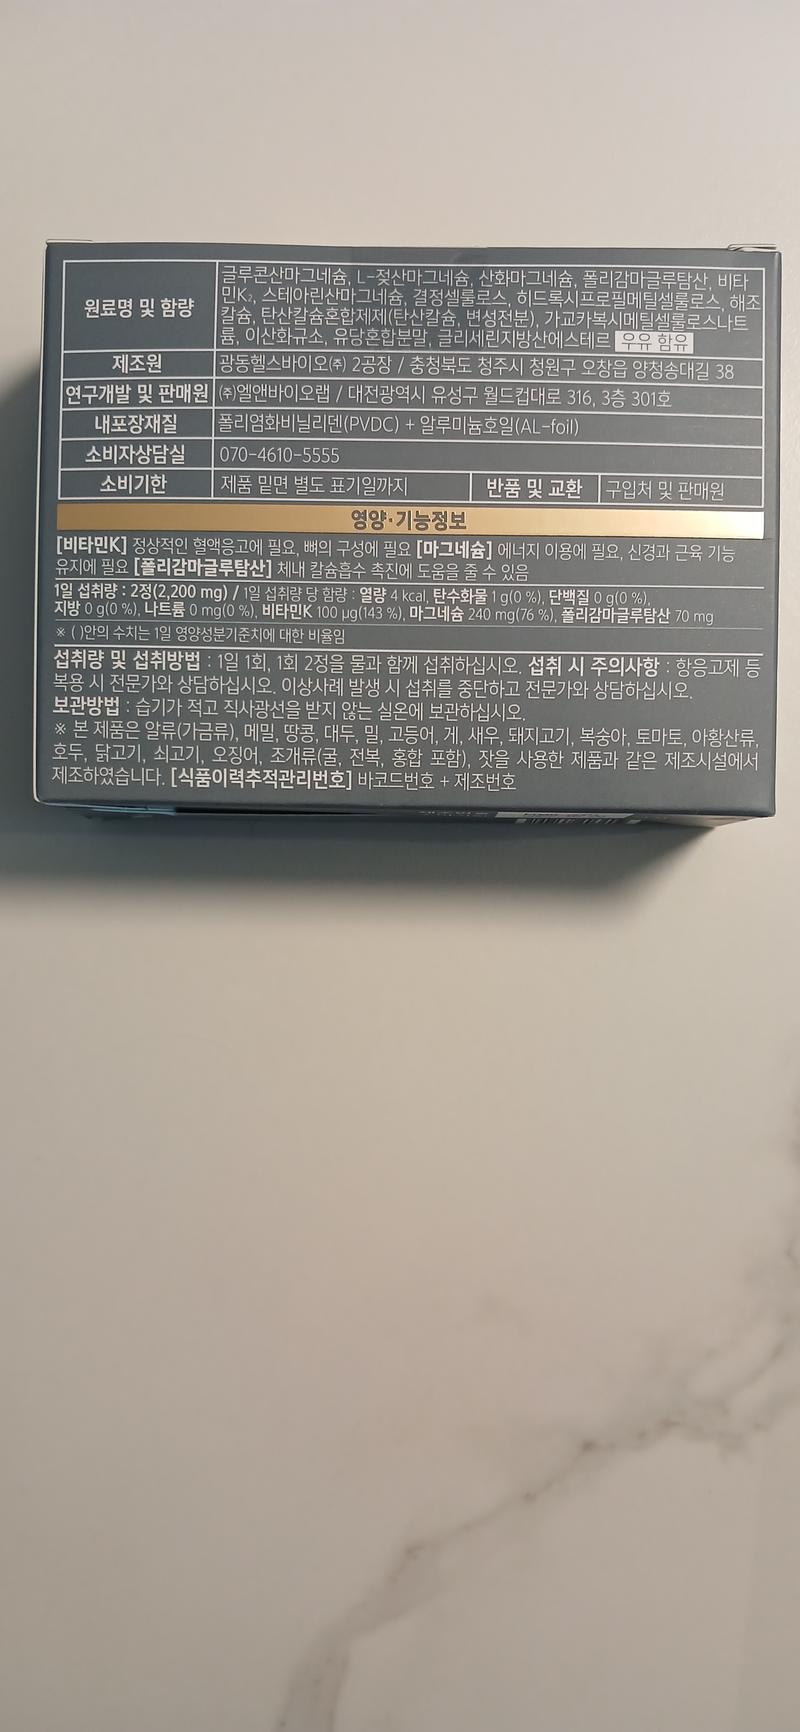 원료명 및 함량
글루콘산마그네슘, L-젖산마그네슘, 산화마그네슘, 폴리감마글루탐산, 비타
민K₂, 스테아린산마그네슘, 결정셀룰로스, 히드록시프로필메틸셀룰로스, 해조
칼슘, 탄산칼슘혼합제제(탄산칼슘, 변성전분), 가교카복시메틸셀룰로스나트
륨, 이산화규소, 유당혼합분말, 글리세린지방산에스테르 우유 함유
제조원 광동헬스바이오㈜ 2공장 / 충청북도 청주시 청원구 오창읍 양청송대길 38
연구개발 및 판매원 ㈜엘앤바이오랩 / 대전광역시 유성구 월드컵대로 316, 3층 301호
내포장재질 폴리염화비닐리덴(PVDC) + 알루미늄호일(AL-foil)
소비자상담실 070-4610-5555
소비기한 제품 밑면 별도 표기일까지 반품 및 교환 구입처 및 판매원
영양·기능정보
[비타민K] 정상적인 혈액응고에 필요, 뼈의 구성에 필요 [마그네슘] 에너지 이용에 필요, 신경과 근육 기능
유지에 필요 [폴리감마글루탐산] 체내 칼슘흡수 촉진에 도움을 줄 수 있음
1일 섭취량 : 2정(2,200 mg) / 1일 섭취량 당 함량 : 열량 4 kcal, 탄수화물 1 g(0 %), 단백질 0 g(0 %),
지방 0 g(0 %), 나트륨 0 mg(0 %), 비타민K 100 µg(143 %), 마그네슘 240 mg(76 %), 폴리감마글루탐산 70 mg
※ ( )안의 수치는 1일 영양성분기준치에 대한 비율임
섭취량 및 섭취방법 : 1일 1회, 1회 2정을 물과 함께 섭취하십시오. 섭취 시 주의사항 : 항응고제 등
복용 시 전문가와 상담하십시오. 이상사례 발생 시 섭취를 중단하고 전문가와 상담하십시오.
보관방법 : 습기가 적고 직사광선을 받지 않는 실온에 보관하십시오.
※ 본 제품은 알류(가금류), 메밀, 땅콩, 대두, 밀, 고등어, 게, 새우, 돼지고기, 복숭아, 토마토, 아황산류,
호두, 닭고기, 쇠고기, 오징어, 조개류(굴, 전복, 홍합 포함), 잣을 사용한 제품과 같은 제조시설에서
제조하였습니다. [식품이력추적관리번호] 바코드번호 + 제조번호